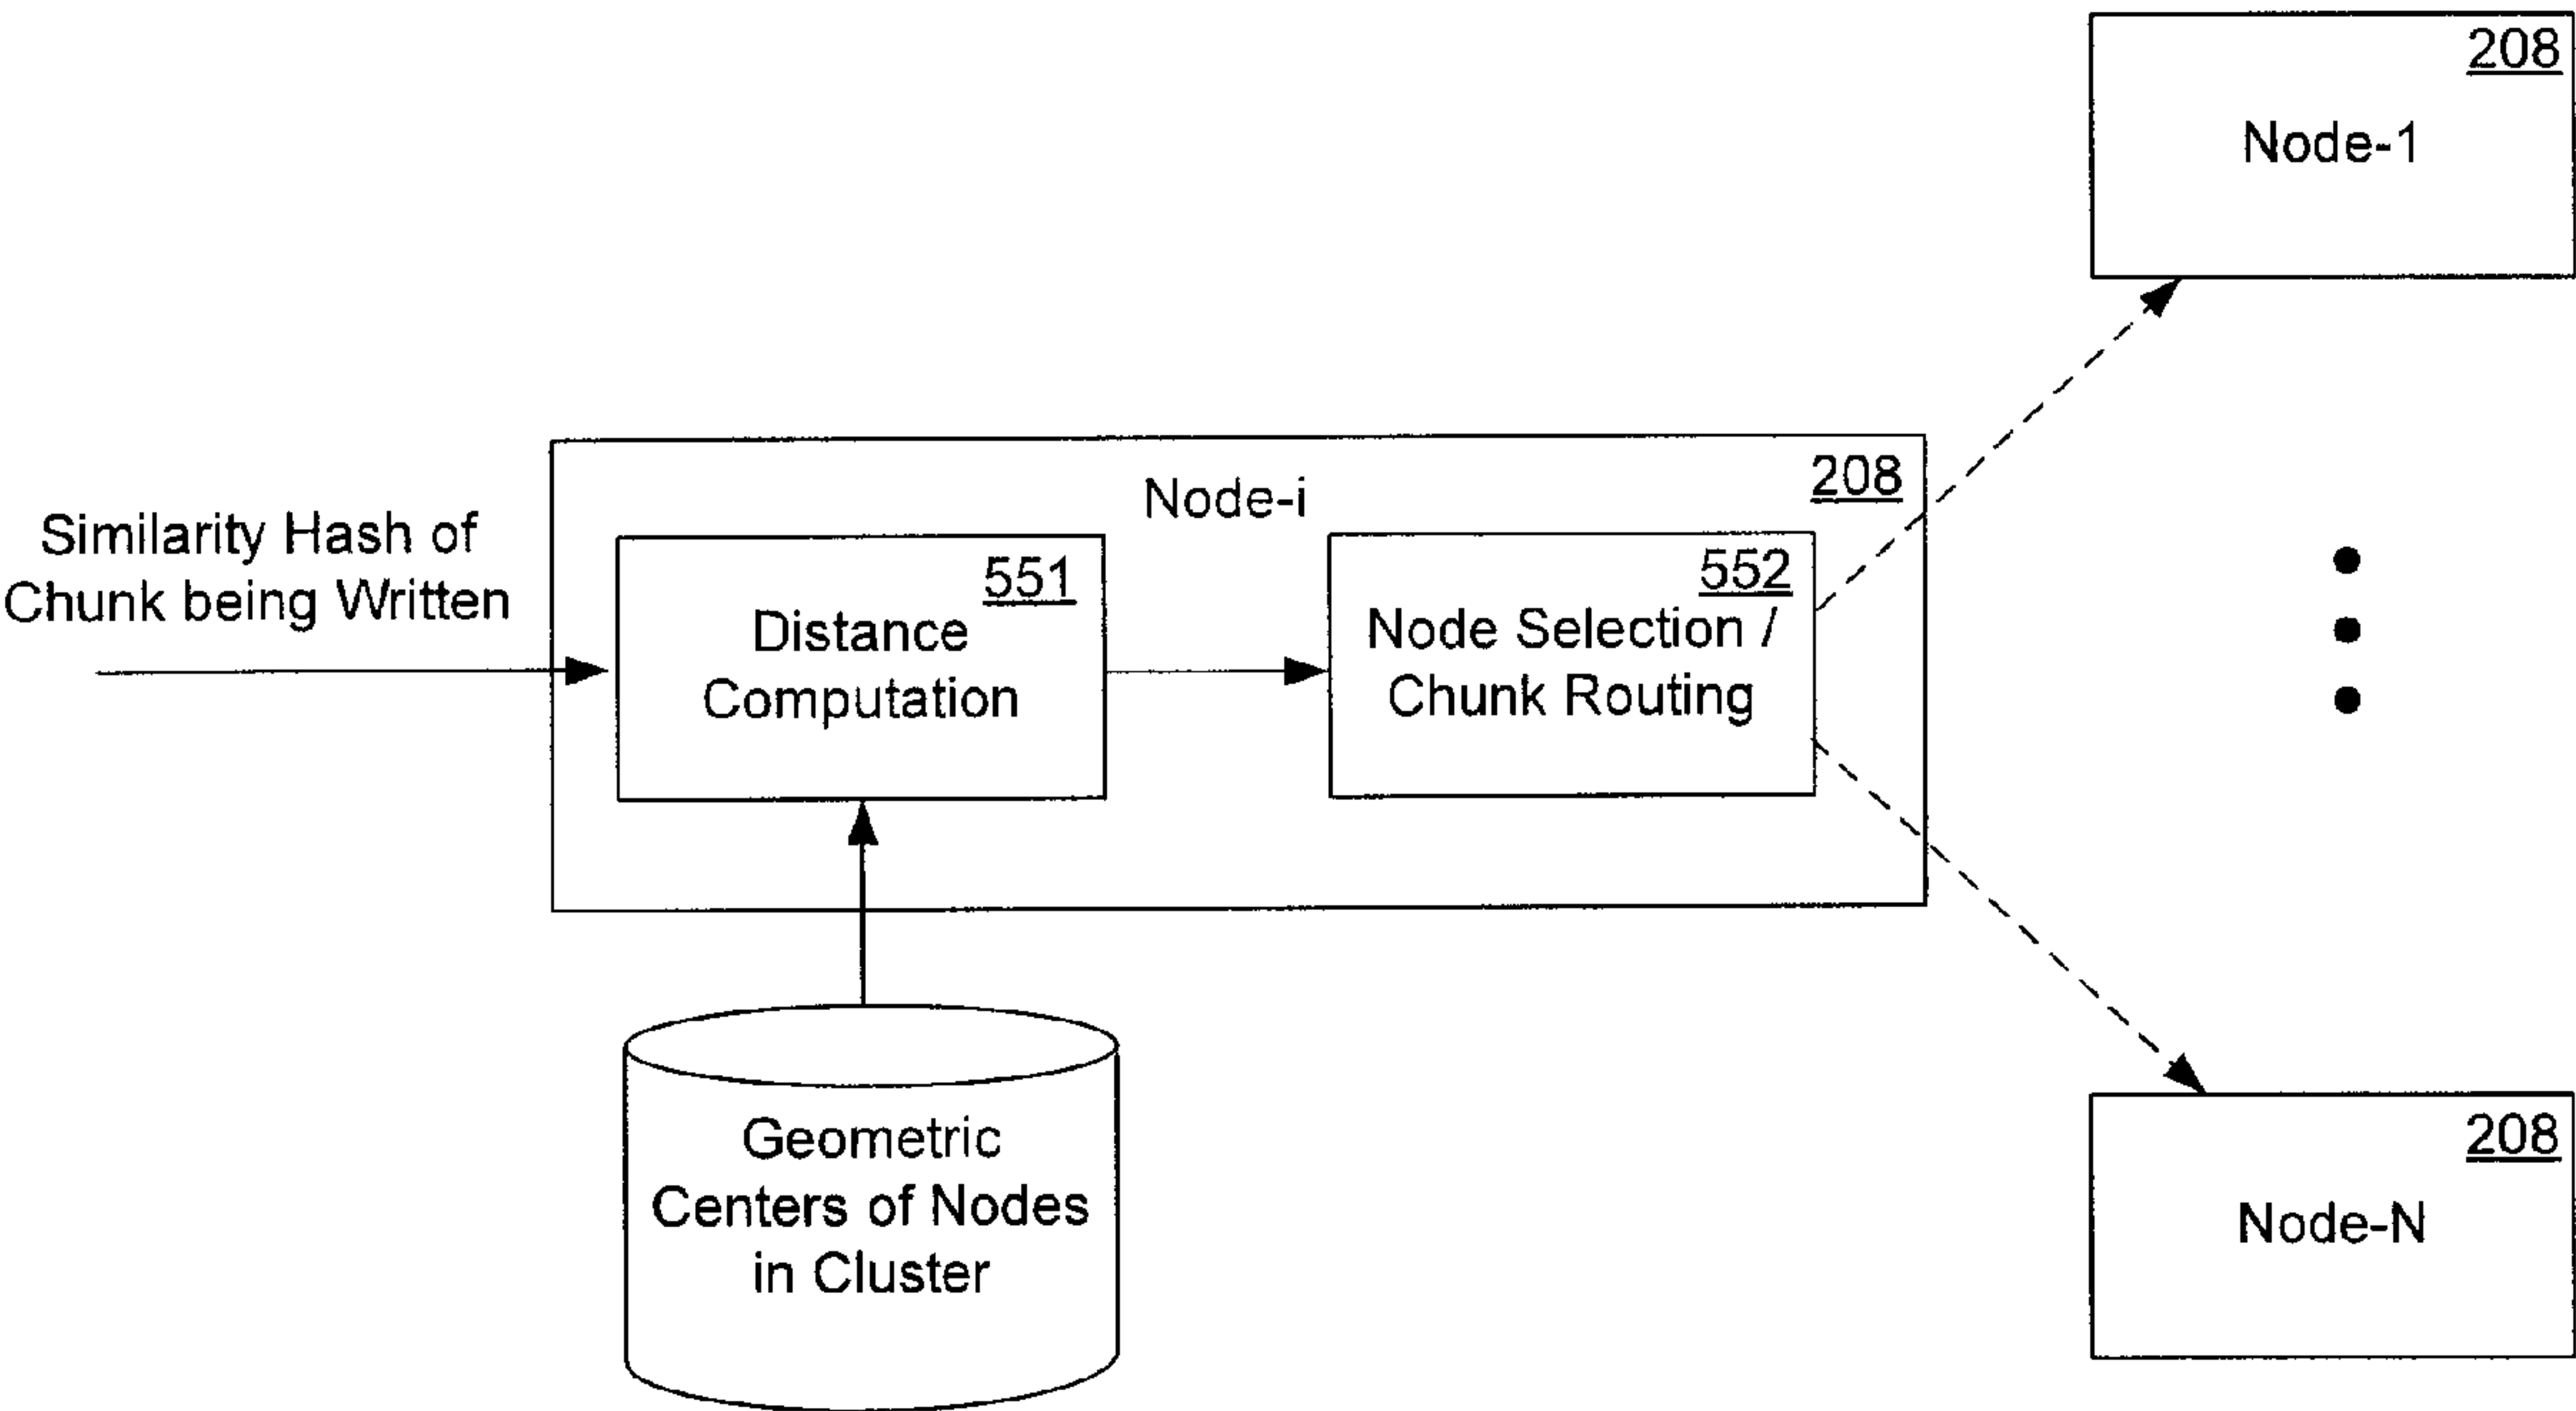 208
Node-1
Node-i
208
Similarity Hash of
Chunk being Written
551
Distance
Computation
552
Node Selection /
Chunk Routing
Geometric
Centers of Nodes
in Cluster
208
Node-N